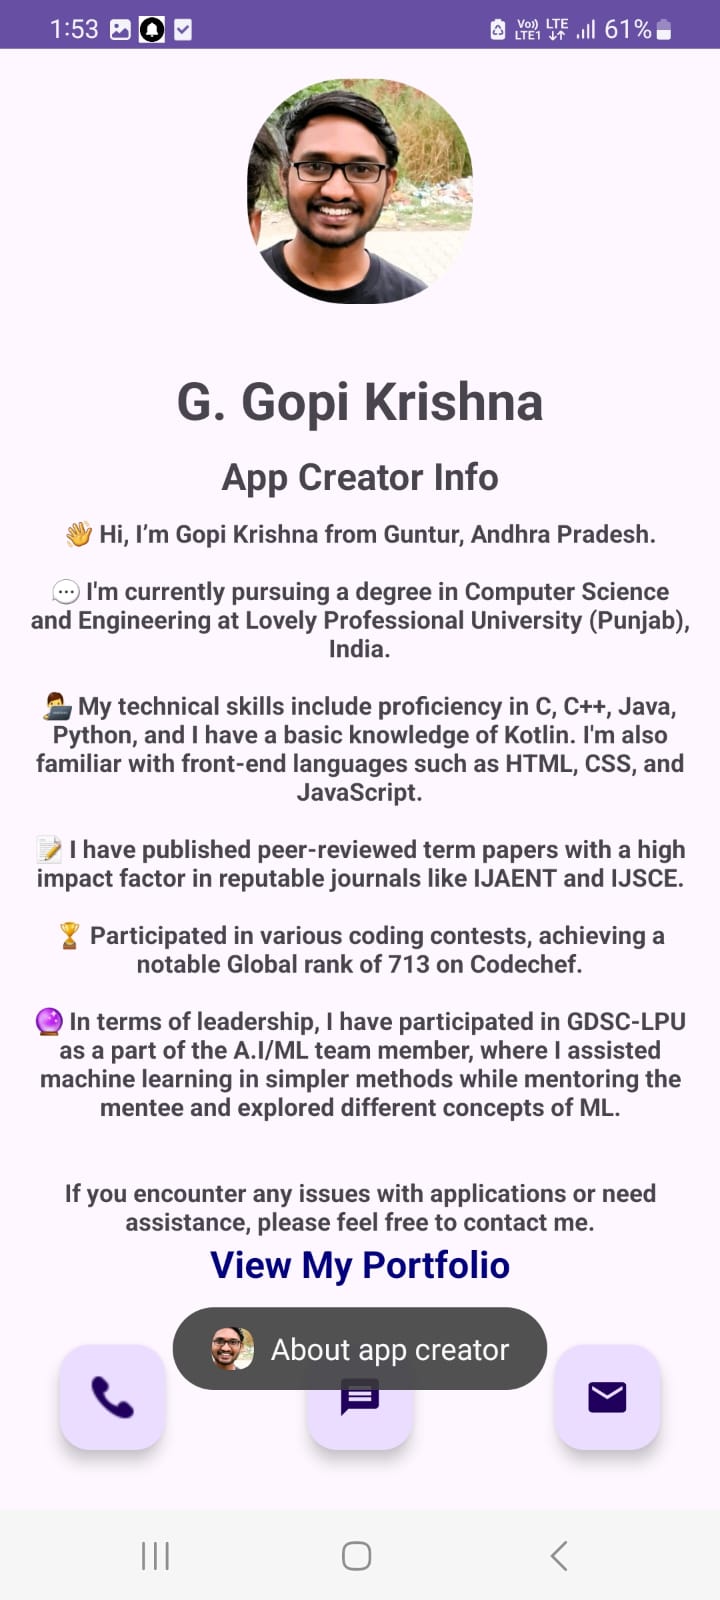 1:53
Vo)) LTE
LTE1
61%
G. Gopi Krishna
App Creator Info
👋 Hi, I’m Gopi Krishna from Guntur, Andhra Pradesh.
💬 I'm currently pursuing a degree in Computer Science
and Engineering at Lovely Professional University (Punjab),
India.
👨‍💻 My technical skills include proficiency in C, C++, Java,
Python, and I have a basic knowledge of Kotlin. I'm also
familiar with front-end languages such as HTML, CSS, and
JavaScript.
📝 I have published peer-reviewed term papers with a high
impact factor in reputable journals like IJAENT and IJSCE.
🏆 Participated in various coding contests, achieving a
notable Global rank of 713 on Codechef.
🔮 In terms of leadership, I have participated in GDSC-LPU
as a part of the A.I/ML team member, where I assisted
machine learning in simpler methods while mentoring the
mentee and explored different concepts of ML.
If you encounter any issues with applications or need
assistance, please feel free to contact me.
View My Portfolio
About app creator